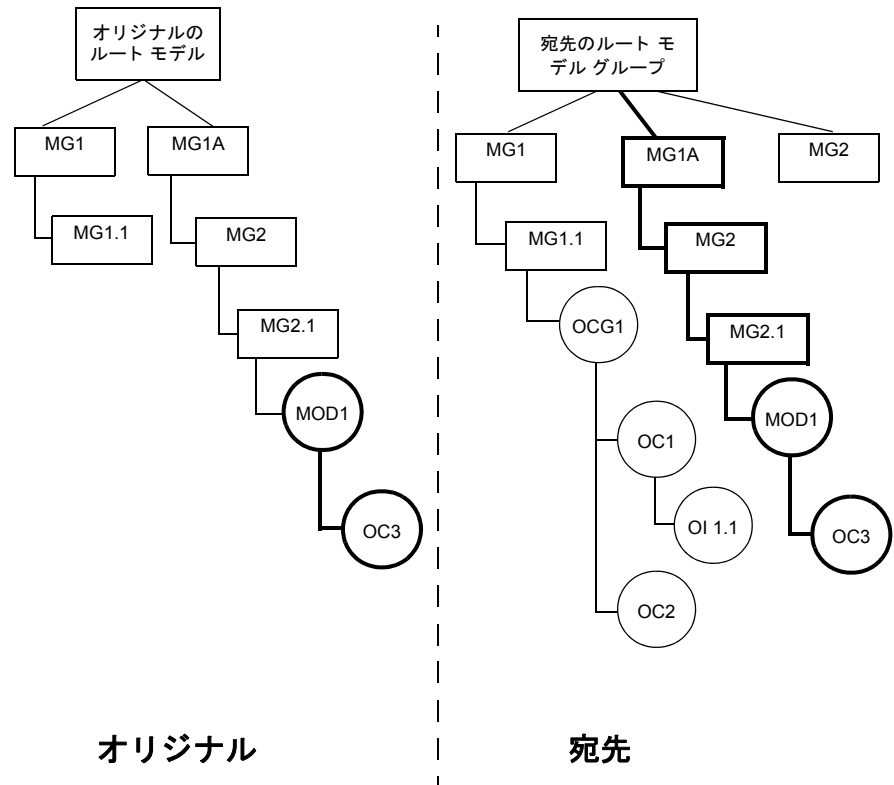 オリジナルの
ルート モデル
MG1
MG1A
MG1.1
MG2
MG2.1
MOD1
OC3
オリジナル
宛先のルート モ
デル グループ
MG1
MG1A
MG2
MG1.1
MG2
OCG1
MG2.1
OC1
MOD1
OI 1.1
OC3
OC2
宛先